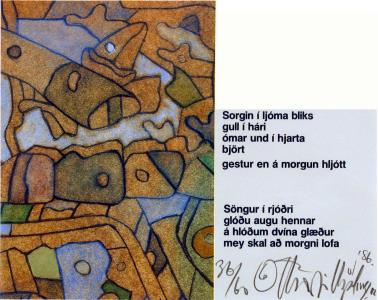 Sorgin í ljóma bliks
gull í hári
ómar und í hjarta
björt
gestur en á morgun hljótt
Söngur í rjóðri
glóðu augu hennar
á hlóðum dvína glæður
mey skal að morgni lofa
36/60
'86.